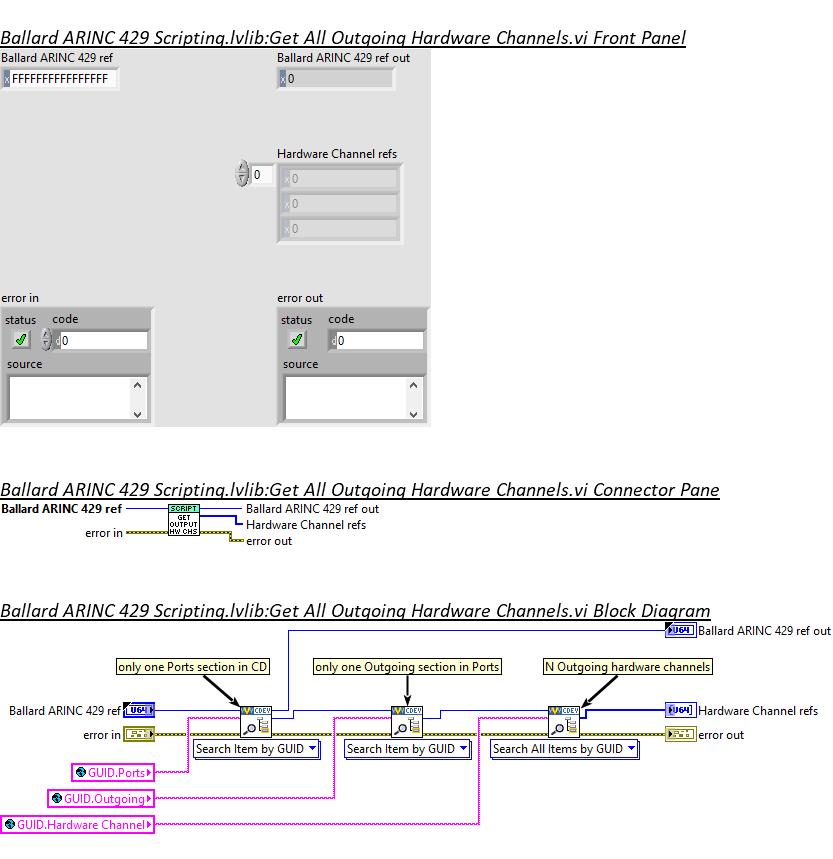 Ballard ARINC 429 Scripting.lvlib:Get All Outgoing Hardware Channels.vi Front Panel
Ballard ARINC 429 ref
Ballard ARINC 429 ref out
x FFFFFFFFFFFFFFFF
x 0
Hardware Channel refs
0
x 0
x 0
x 0
error in
error out
status code
status code
d 0
d 0
source
source
Ballard ARINC 429 Scripting.lvlib:Get All Outgoing Hardware Channels.vi Connector Pane
Ballard ARINC 429 ref
SCRIPT
GET
OUTPUT
HW CHS
Ballard ARINC 429 ref out
Hardware Channel refs
error in
error out
Ballard ARINC 429 Scripting.lvlib:Get All Outgoing Hardware Channels.vi Block Diagram
U64 Ballard ARINC 429 ref out
only one Ports section in CD
only one Outgoing section in Ports
N Outgoing hardware channels
Ballard ARINC 429 ref U64
CDEV
CDEV
CDEV
U64 Hardware Channel refs
error in
error out
Search Item by GUID
Search Item by GUID
Search All Items by GUID
GUID.Ports
GUID.Outgoing
GUID.Hardware Channel